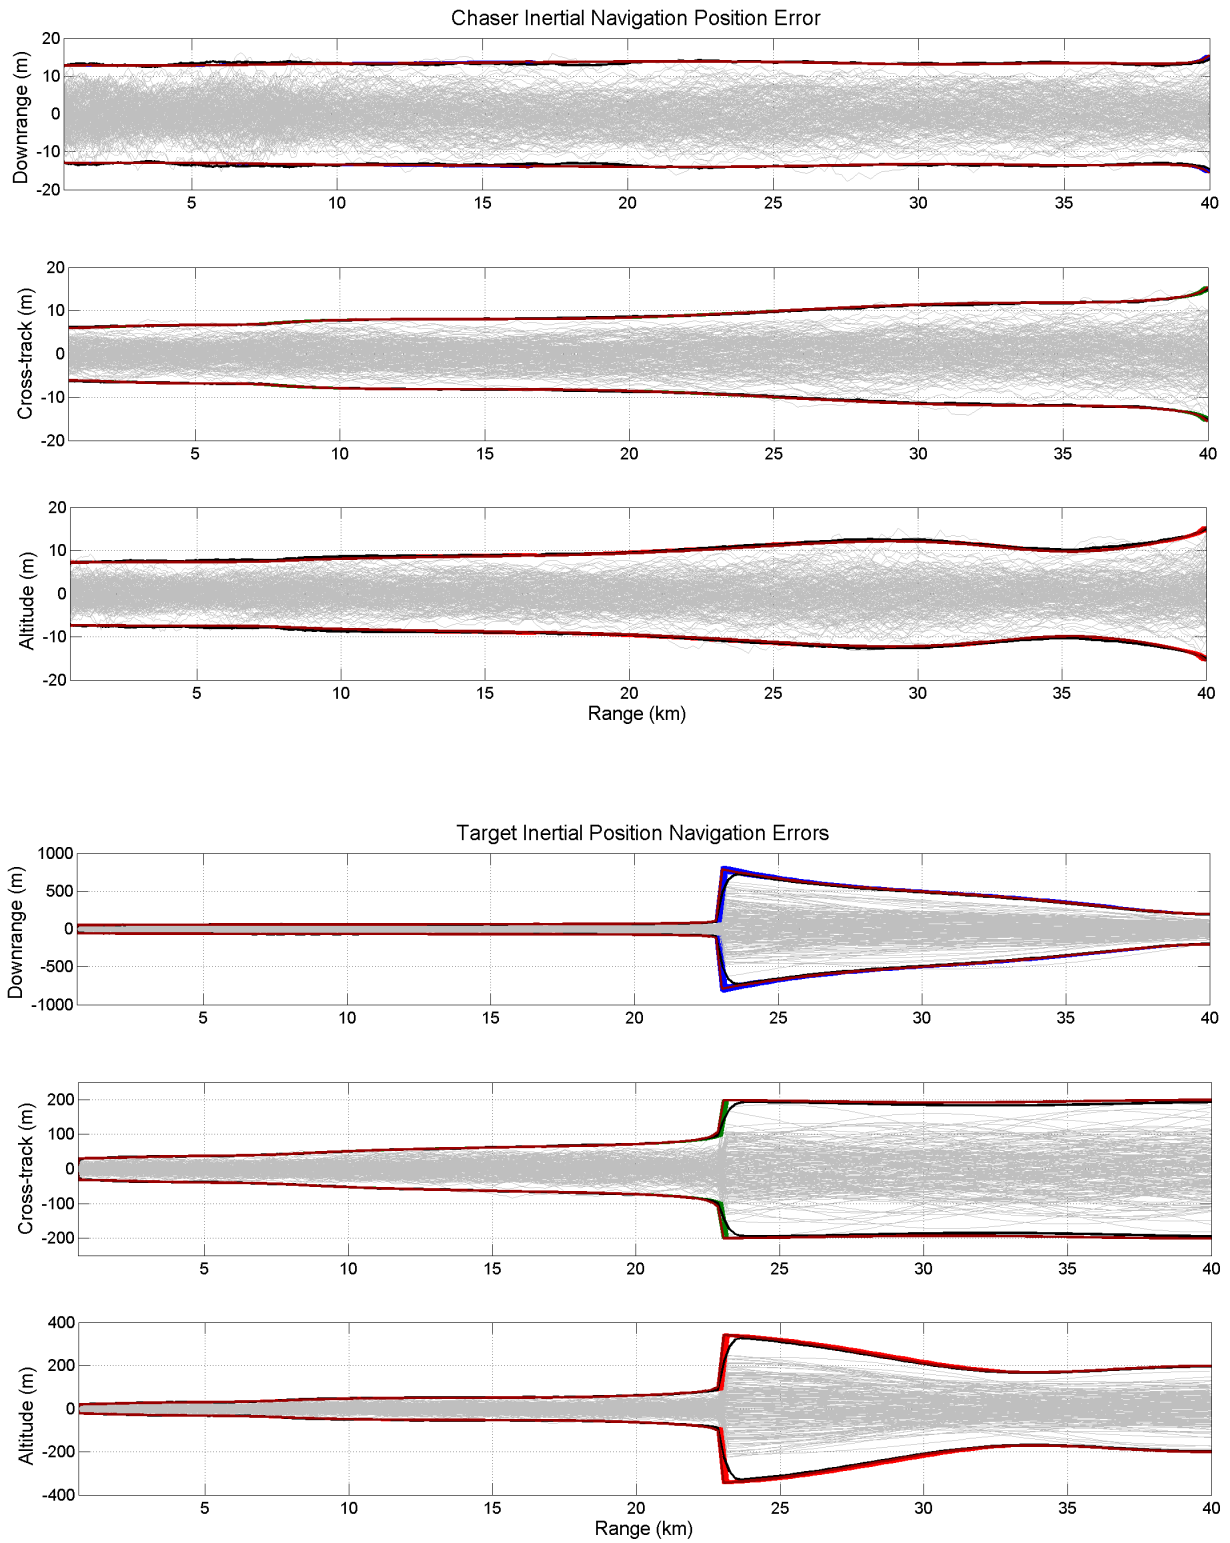 Chaser Inertial Navigation Position Error
Downrange (m)
20
10
0
-10
-20
5 10 15 20 25 30 35 40
Cross-track (m)
20
10
0
-10
-20
5 10 15 20 25 30 35 40
Altitude (m)
20
10
0
-10
-20
5 10 15 20 25 30 35 40
Range (km)
Target Inertial Position Navigation Errors
Downrange (m)
1000
500
0
-500
-1000
5 10 15 20 25 30 35 40
Cross-track (m)
200
100
0
-100
-200
5 10 15 20 25 30 35 40
Altitude (m)
400
200
0
-200
-400
5 10 15 20 25 30 35 40
Range (km)